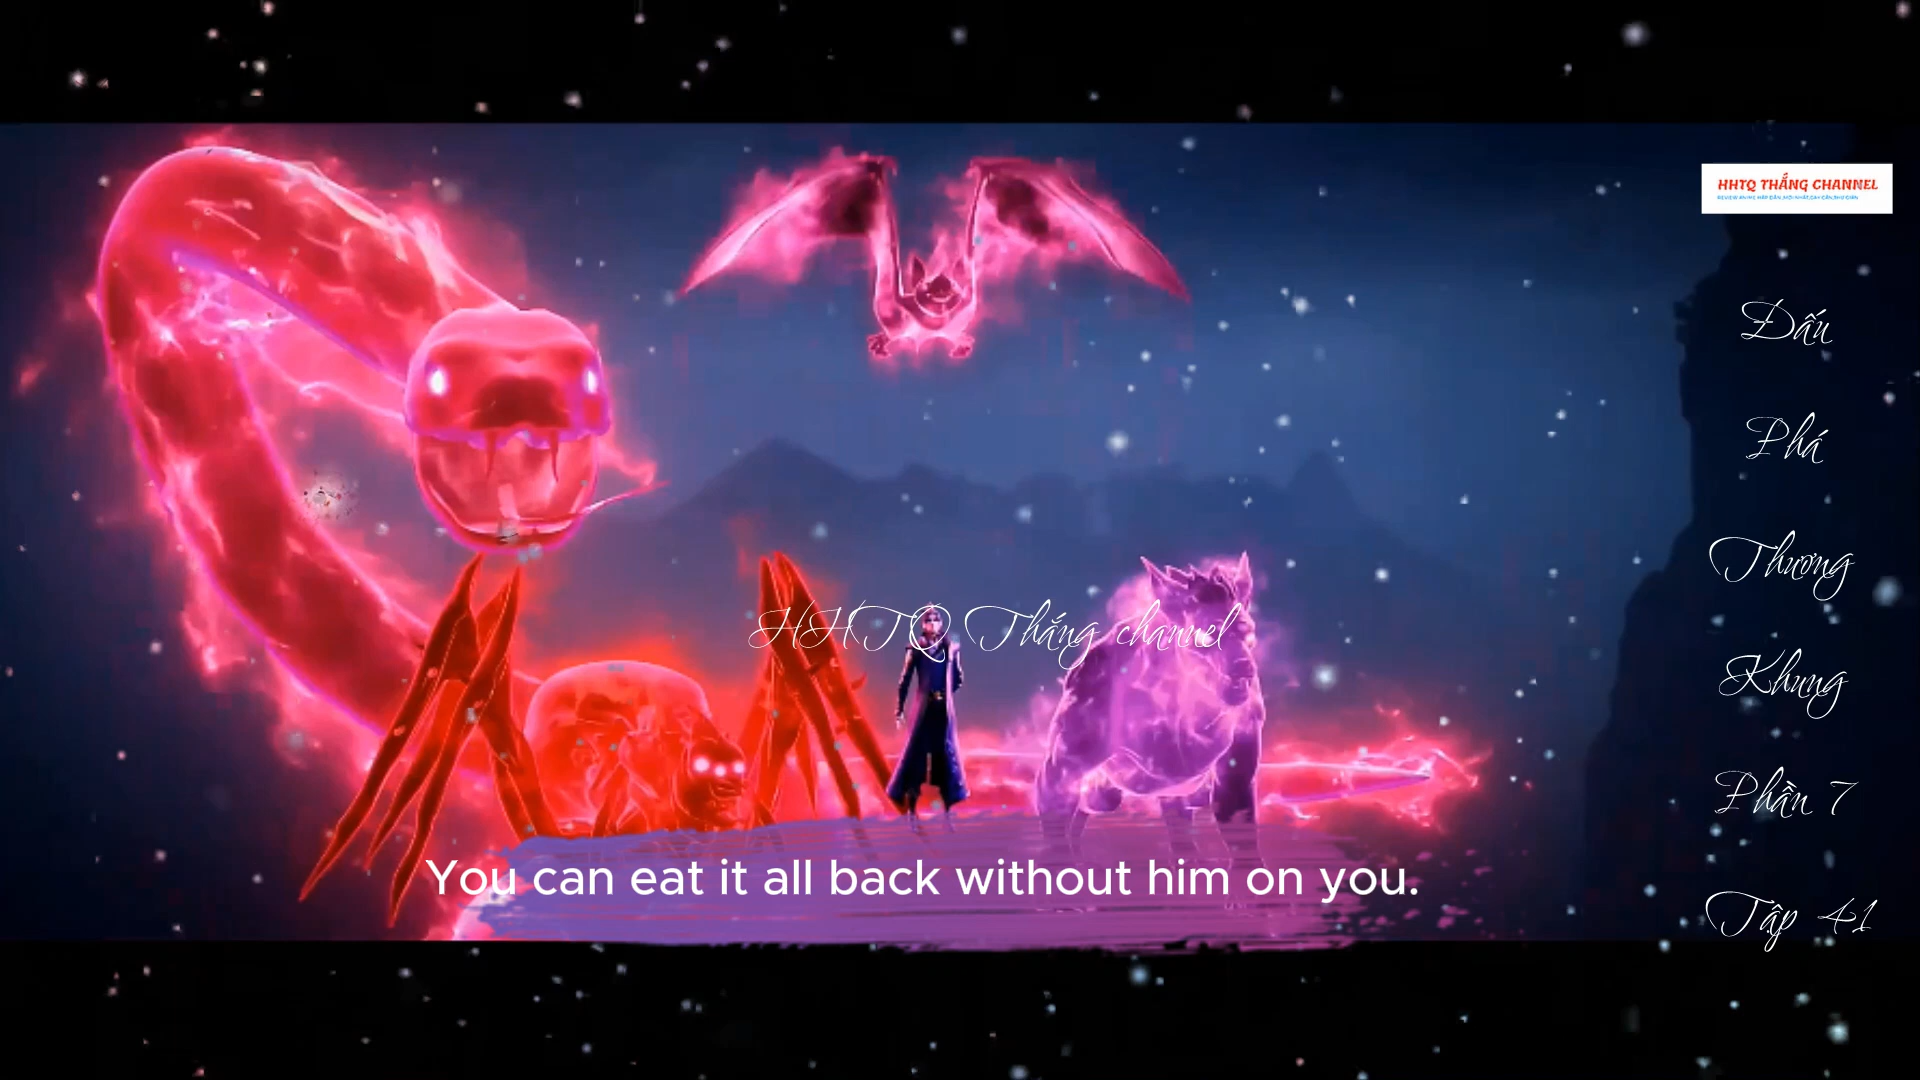 HHTQ THẮNG CHANNEL
Đấu
Phá
Thương
Khung
Phần 7
Tập 41
HHTQ Thắng channel
You can eat it all back without him on you.